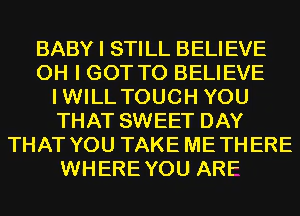 BABY I STILL BELIEVE
OH I GOT TO BELIEVE
I WILL TOUCH YOU
THAT SWEET DAY
THAT YOU TAKE ME THERE
WHERE YOU ARE